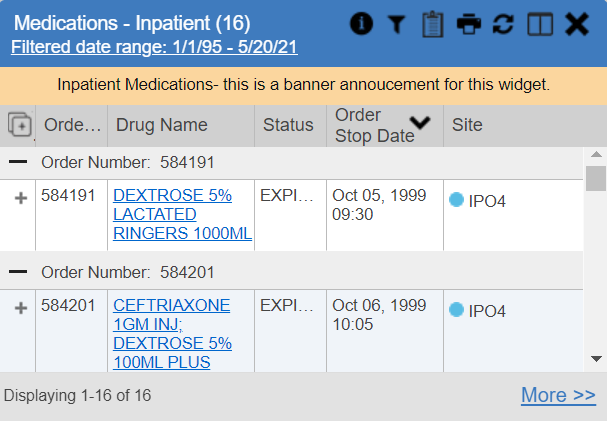 Medications - Inpatient (16)
Filtered date range: 1/1/95 - 5/20/21
Inpatient Medications- this is a banner annoucement for this widget.
Orde... Drug Name Status Order Stop Date Site
Order Number: 584191
584191 DEXTROSE 5% EXPI... Oct 05, 1999 IPO4
LACTATED 09:30
RINGERS 1000ML
Order Number: 584201
584201 CEFTRIAXONE EXPI... Oct 06, 1999 IPO4
1GM INJ; 10:05
DEXTROSE 5%
100ML PLUS
Displaying 1-16 of 16 More >>